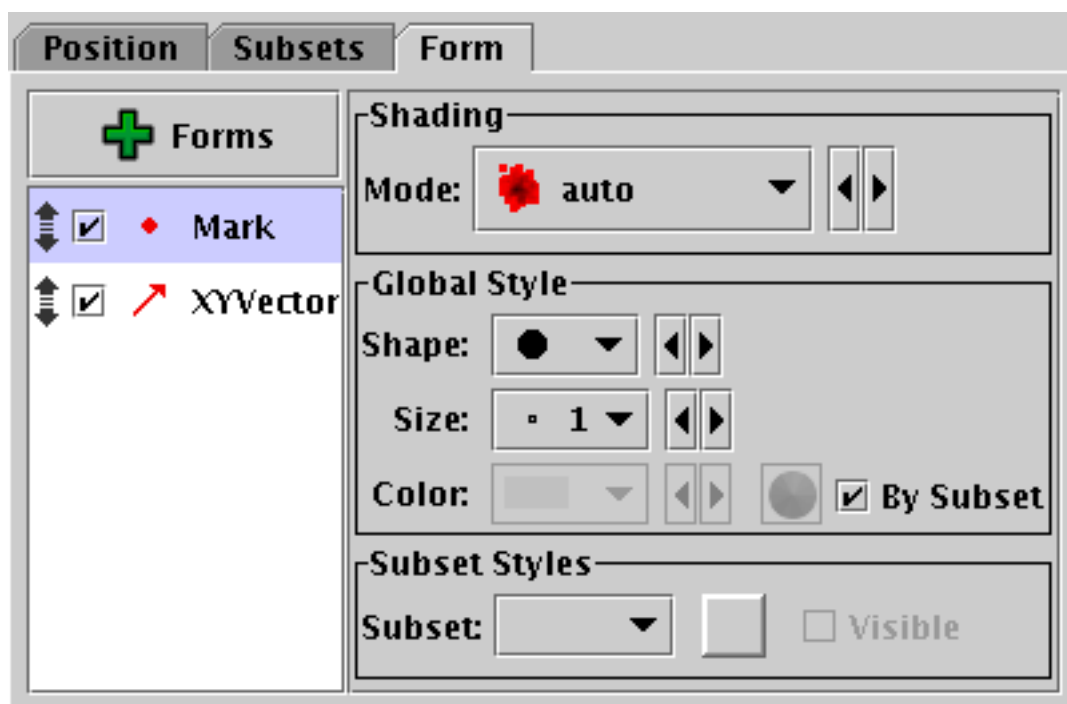 Position Subsets Form
Forms
Mark
XYVector
Shading
Mode: auto
Global Style
Shape:
Size: 1
Color: By Subset
Subset Styles
Subset: Visible